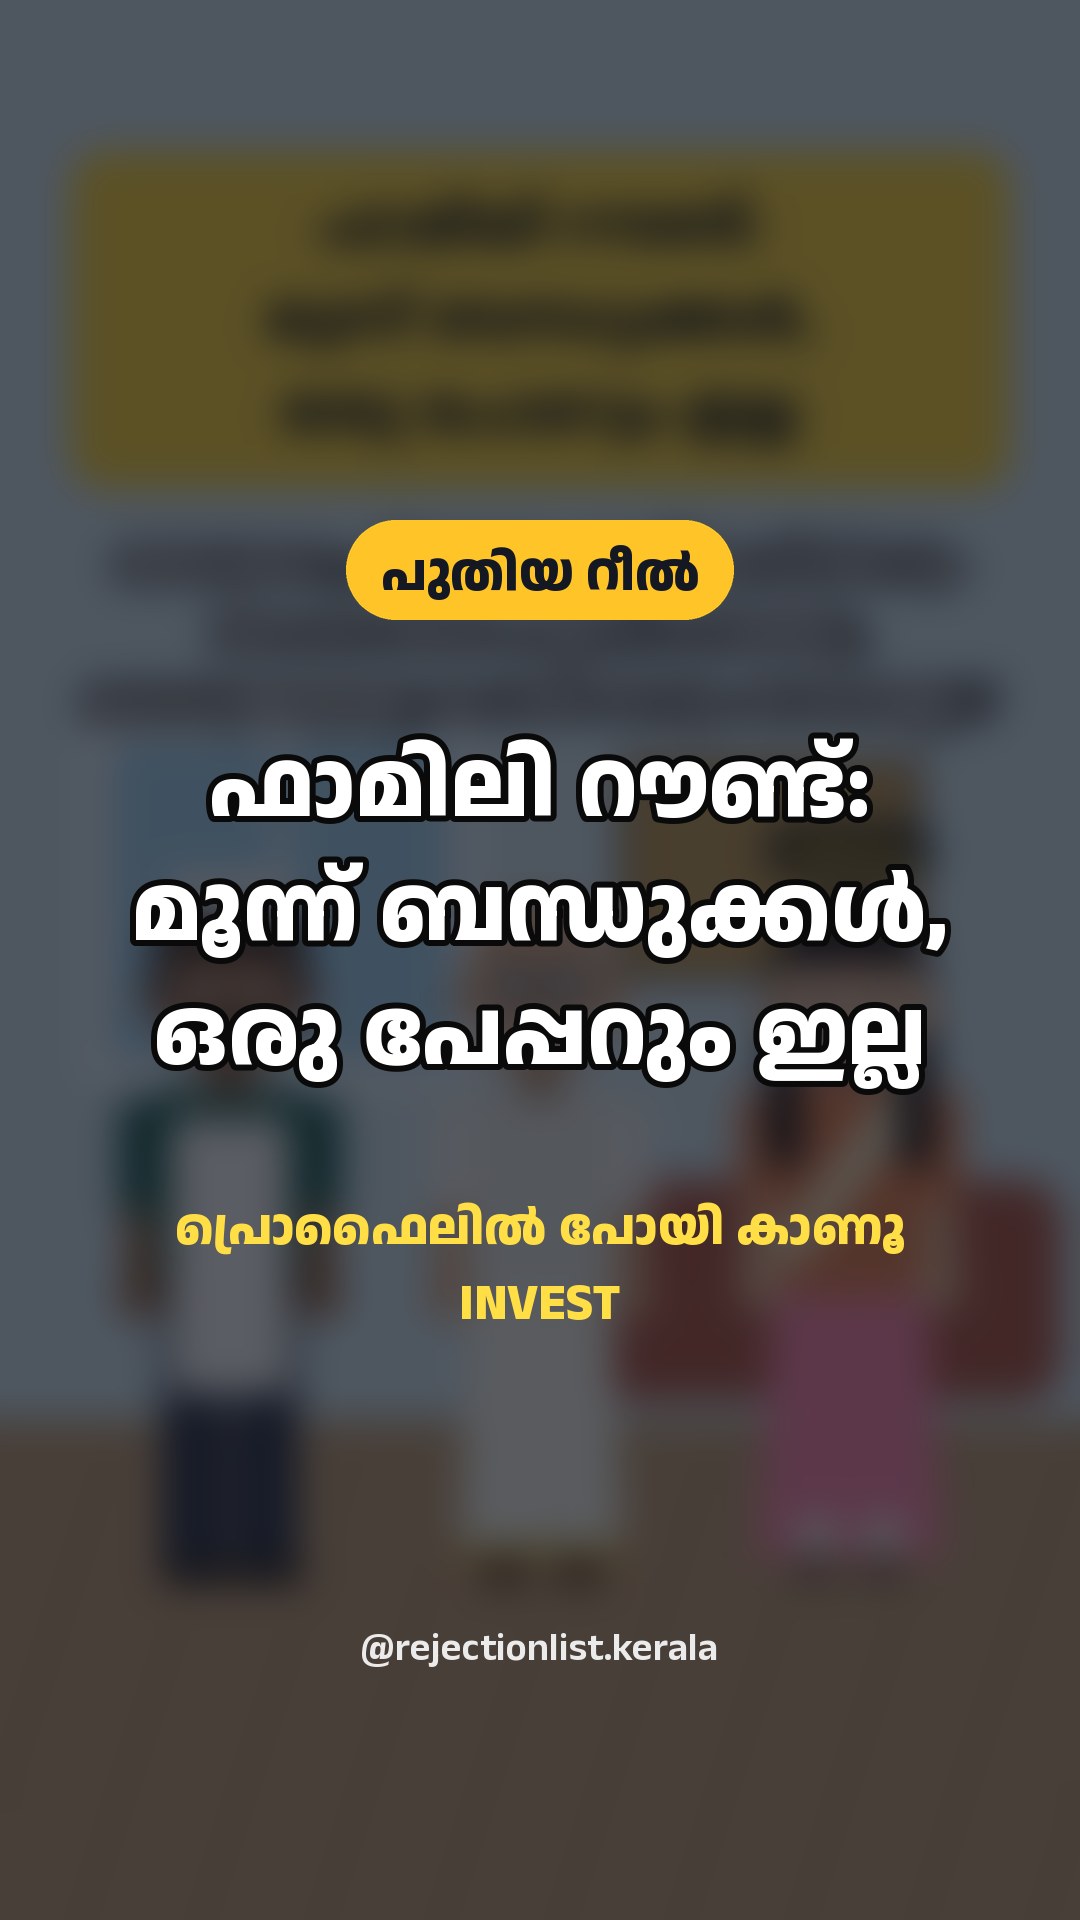 പുതിയ റീൽ
ഫാമിലി റൗണ്ട്:
മൂന്ന് ബന്ധുക്കൾ,
ഒരു പേപ്പറും ഇല്ല
പ്രൊഫൈലിൽ പോയി കാണൂ
INVEST
@rejectionlist.kerala